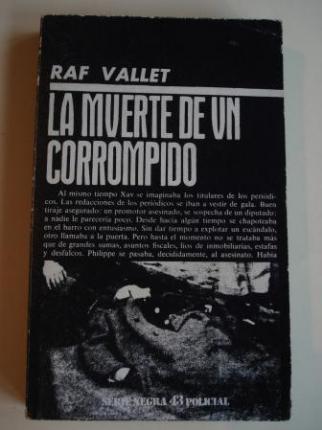 RAF VALLET
LA MUERTE DE UN
CORROMPIDO
Al mismo tiempo Xav se imaginaba los titulares de los periódi-
cos. Las redacciones de los periódicos se iban a vestir de gala. Buen
tiraje asegurado: un promotor asesinado, se sospecha de un diputado;
a nadie le parecería poco. Desde hacía algún tiempo se chapoteaba
en el barro con entusiasmo. Sin dar tiempo a explotar un escándalo,
otro llamaba a la puerta. Pero hasta el momento no se trataba más
que de grandes sumas, asuntos fiscales, líos de inmobiliarias, estafas
y desfalcos. Philippe se pasaba, decididamente, al asesinato. Había
SERIE NEGRA 43 POLICIAL